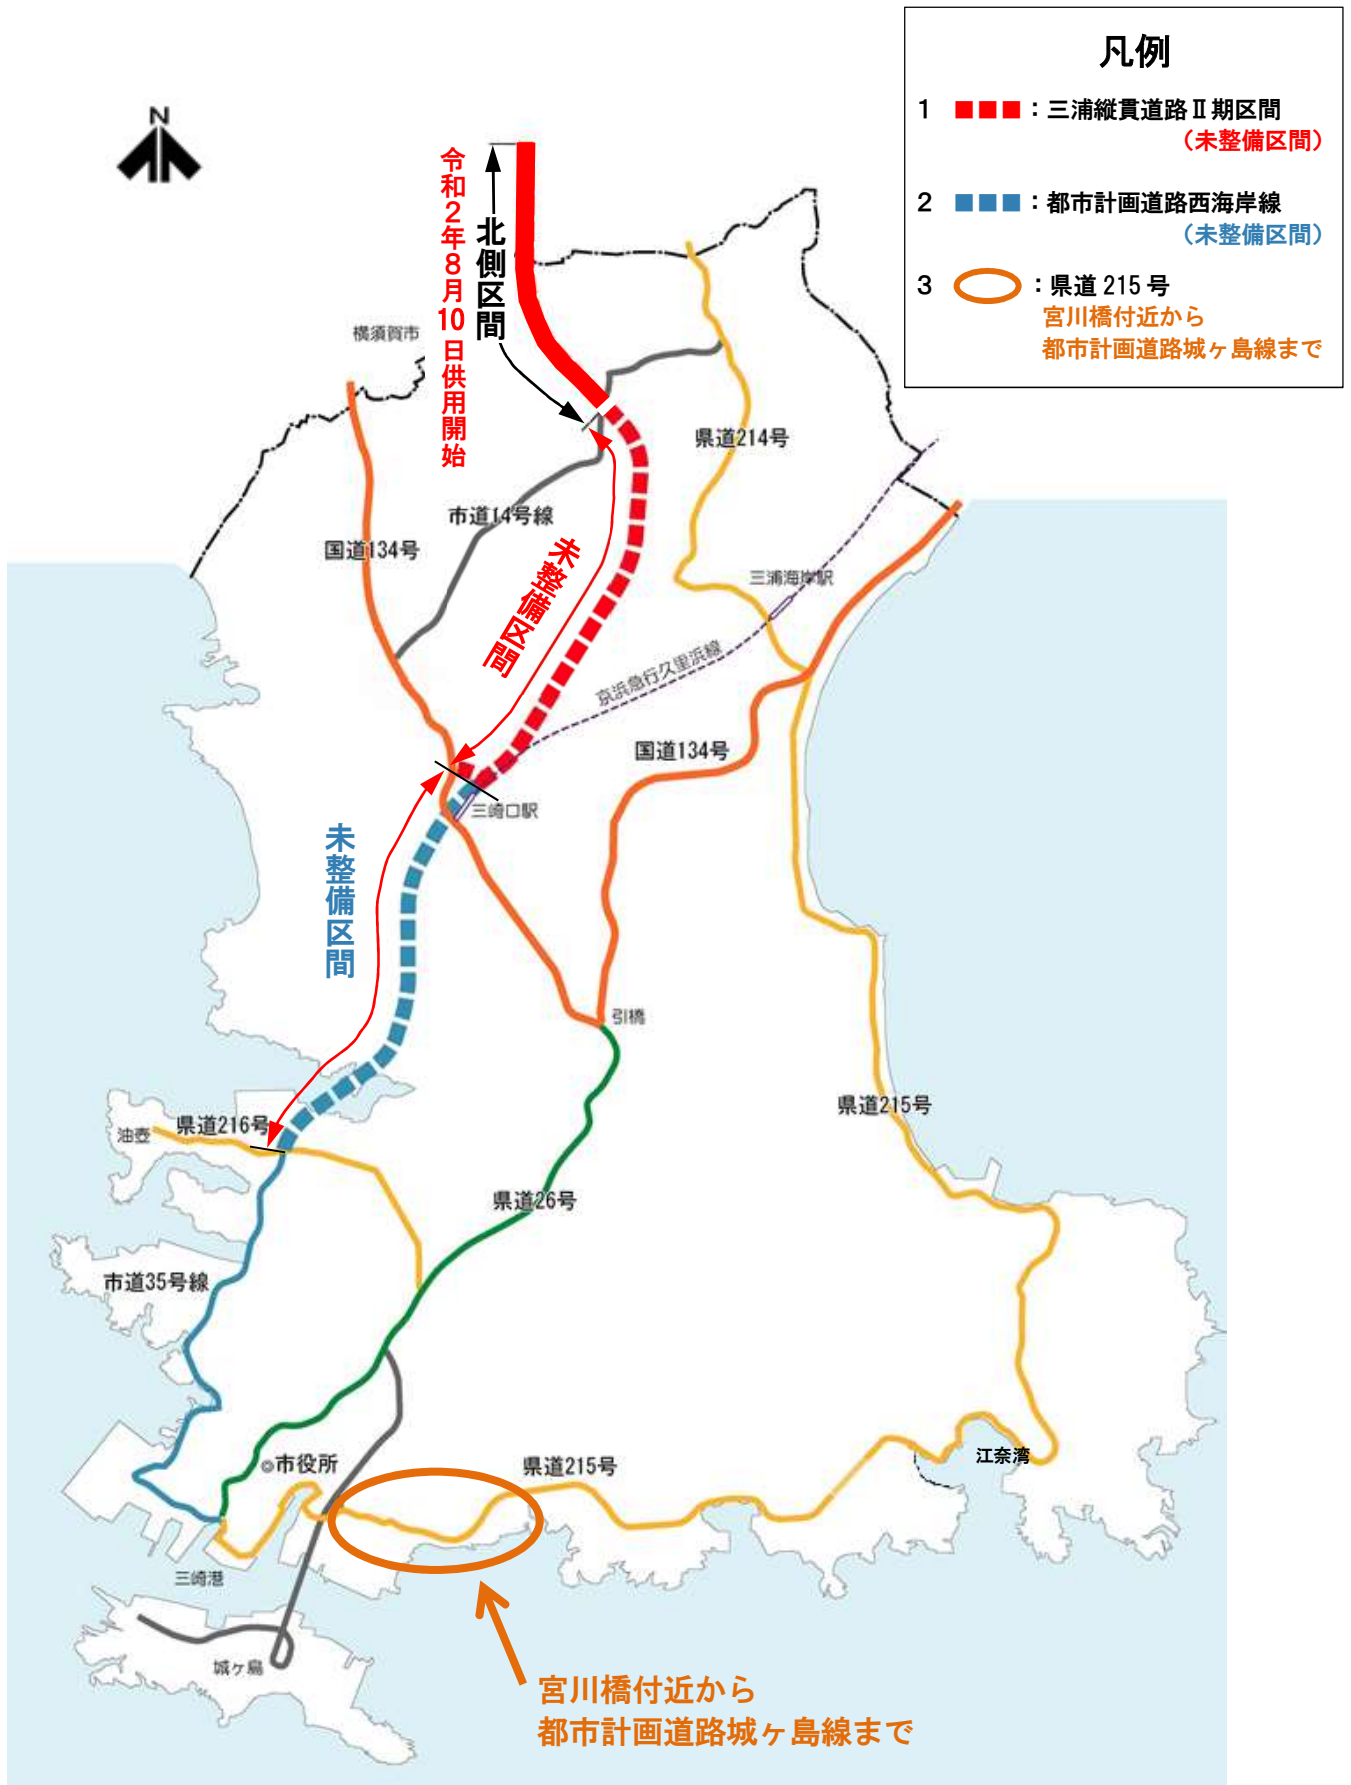 凡例
1 ：三浦縦貫道路Ⅱ期区間
（未整備区間）
2 ：都市計画道路西海岸線
（未整備区間）
3 ：県道215号
宮川橋付近から
都市計画道路城ヶ島線まで
N
令和2年8月10日供用開始
北側区間
横須賀市
県道214号
市道14号線
国道134号
未整備区間
三浦海岸駅
京浜急行久里浜線
国道134号
三崎口駅
未整備区間
引橋
県道215号
県道216号
油壺
県道26号
市道35号線
江奈湾
◎市役所
県道215号
三崎港
城ヶ島
宮川橋付近から
都市計画道路城ヶ島線まで